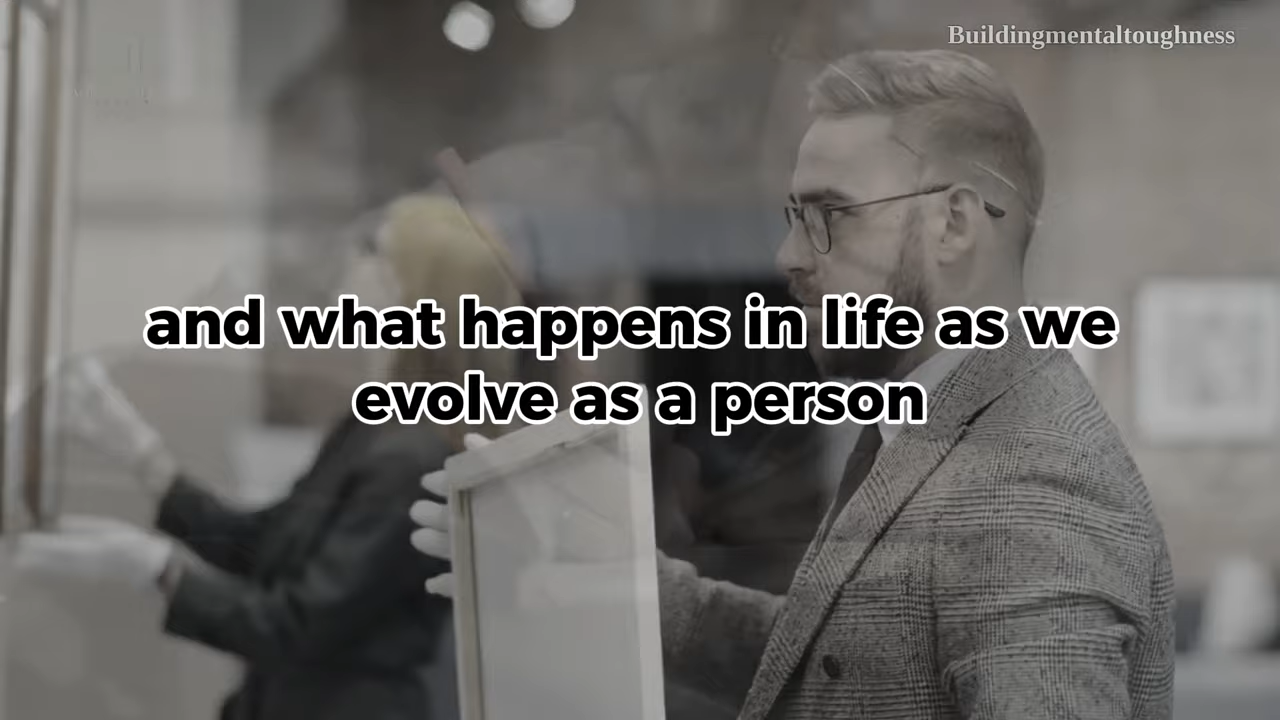 Buildingmentaltoughness
and what happens in life as we
evolve as a person